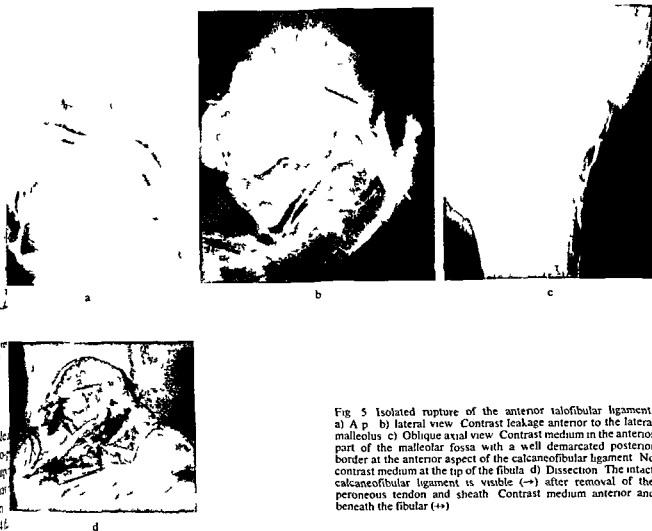 a
b
c
d
Fig 5 Isolated rupture of the anterior talofibular ligament
a) A p b) lateral view Contrast leakage anterior to the lateral
malleolus c) Oblique axial view Contrast medium in the anterior
part of the malleolar fossa with a well demarcated posterior
border at the anterior aspect of the calcaneofibular ligament No
contrast medium at the tip of the fibula d) Dissection The intact
calcaneofibular ligament is visible (→) after removal of the
peroneous tendon and sheath Contrast medium anterior and
beneath the fibular (↔)